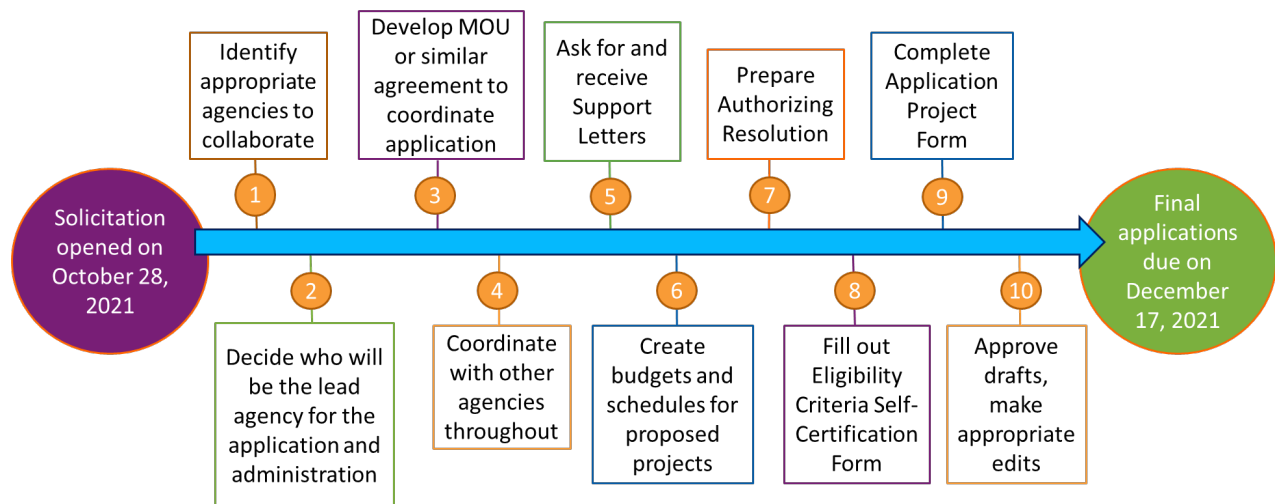 Solicitation
opened on
October 28,
2021
1
Identify
appropriate
agencies to
collaborate
2
Decide who will
be the lead
agency for the
application and
administration
3
Develop MOU
or similar
agreement to
coordinate
application
4
Coordinate
with other
agencies
throughout
5
Ask for and
receive
Support
Letters
6
Create
budgets and
schedules for
proposed
projects
7
Prepare
Authorizing
Resolution
8
Fill out
Eligibility
Criteria Self-
Certification
Form
9
Complete
Application
Project
Form
10
Approve
drafts,
make
appropriate
edits
Final
applications
due on
December
17, 2021